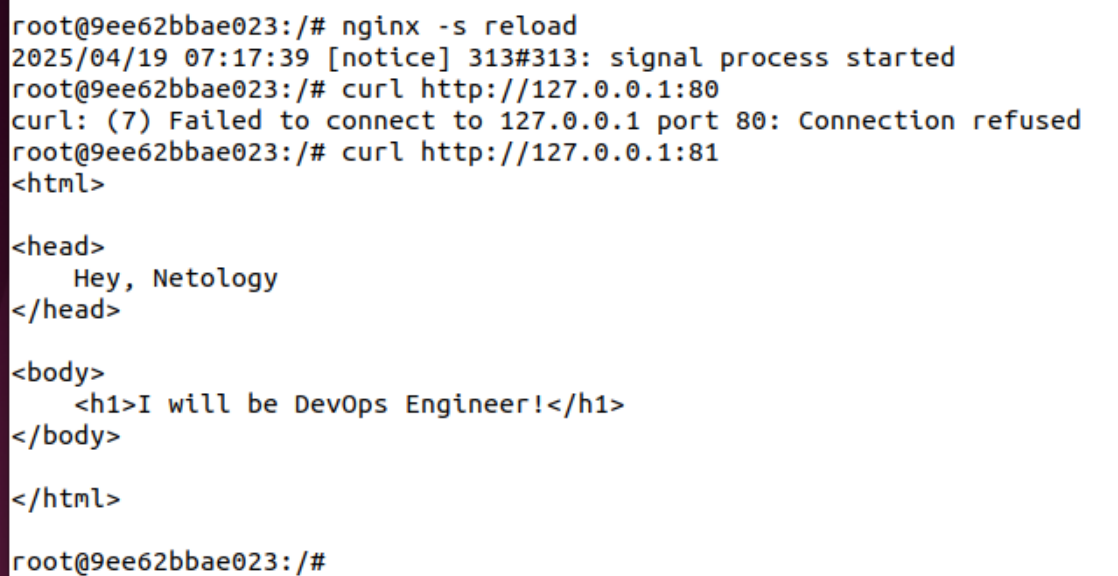 root@9ee62bbae023:/# nginx -s reload
2025/04/19 07:17:39 [notice] 313#313: signal process started
root@9ee62bbae023:/# curl http://127.0.0.1:80
curl: (7) Failed to connect to 127.0.0.1 port 80: Connection refused
root@9ee62bbae023:/# curl http://127.0.0.1:81
<html>

<head>
    Hey, Netology
</head>

<body>
    <h1>I will be DevOps Engineer!</h1>
</body>

</html>

root@9ee62bbae023:/#